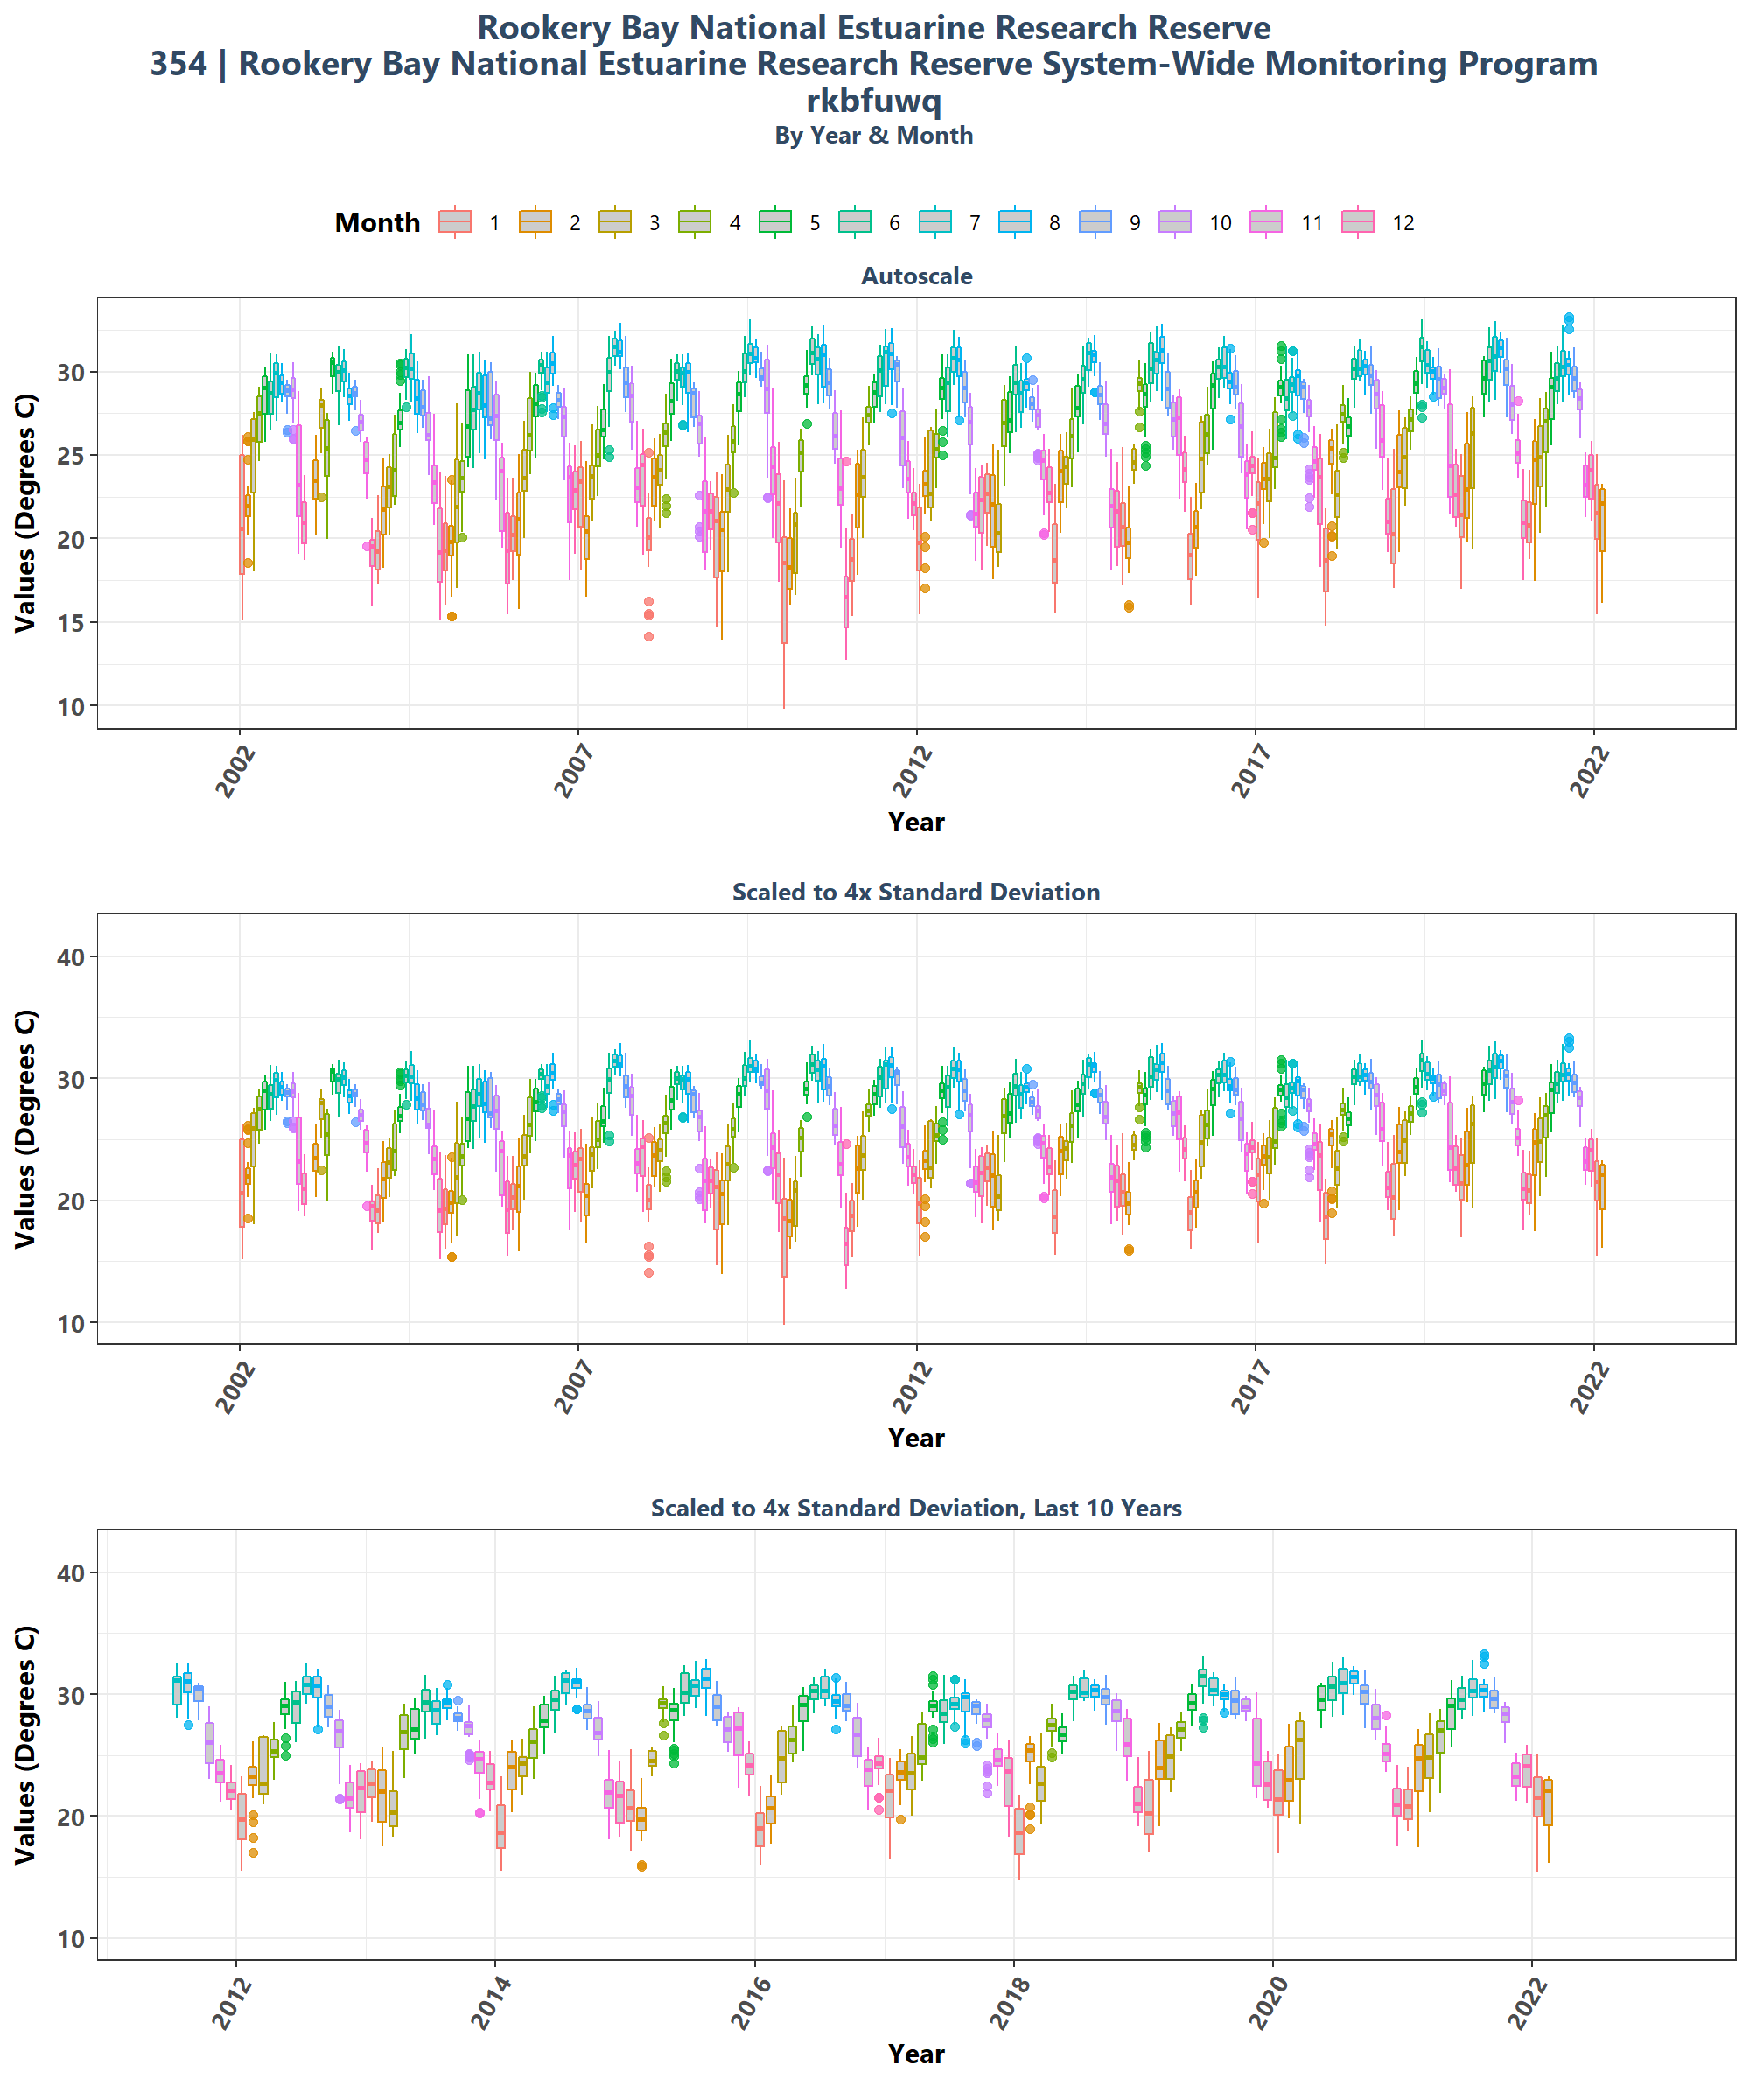 Rookery Bay National Estuarine Research Reserve
354 | Rookery Bay National Estuarine Research Reserve System-Wide Monitoring Program
rkbfuwq
By Year & Month
Month 1 2 3 4 5 6 7 8 9 10 11 12
Autoscale
Values (Degrees C)
30
25
20
15
10
2002 2007 2012 2017 2022
Year
Scaled to 4x Standard Deviation
Values (Degrees C)
40
30
20
10
2002 2007 2012 2017 2022
Year
Scaled to 4x Standard Deviation, Last 10 Years
Values (Degrees C)
40
30
20
10
2012 2014 2016 2018 2020 2022
Year